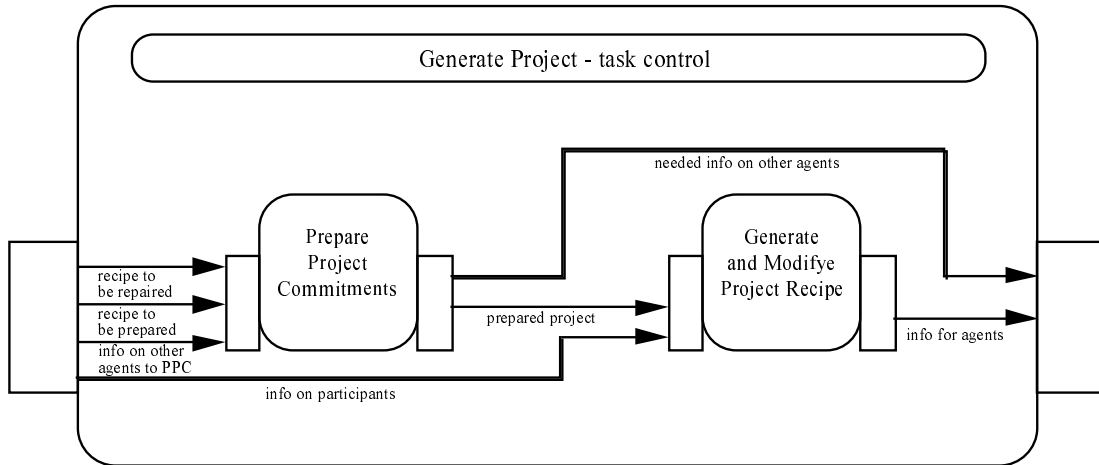 Generate Project - task control
needed info on other agents
Prepare
Project
Commitments
Generate
and Modifye
Project Recipe
recipe to
be repaired
recipe to
be prepared
info on other
agents to PPC
prepared project
info for agents
info on participants